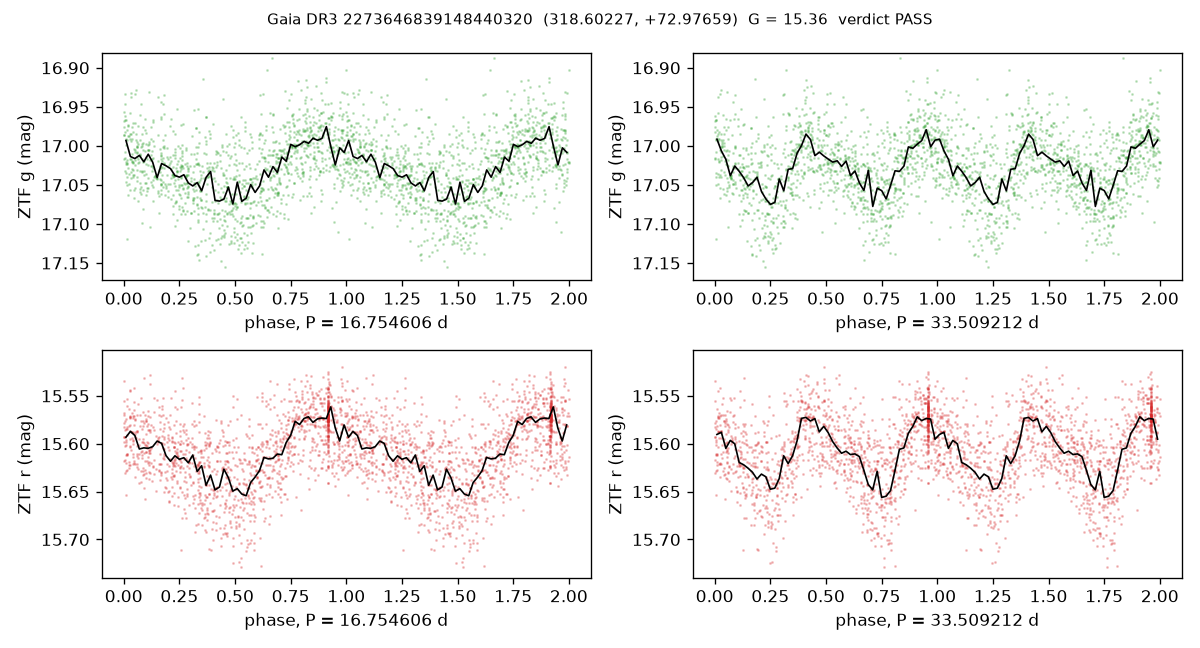 Gaia DR3 2273646839148440320 (318.60227, +72.97659) G = 15.36 verdict PASS
ZTF g (mag)
16.90
16.95
17.00
17.05
17.10
17.15
0.00 0.25 0.50 0.75 1.00 1.25 1.50 1.75 2.00
phase, P = 16.754606 d
ZTF g (mag)
16.90
16.95
17.00
17.05
17.10
17.15
0.00 0.25 0.50 0.75 1.00 1.25 1.50 1.75 2.00
phase, P = 33.509212 d
ZTF r (mag)
15.55
15.60
15.65
15.70
0.00 0.25 0.50 0.75 1.00 1.25 1.50 1.75 2.00
phase, P = 16.754606 d
ZTF r (mag)
15.55
15.60
15.65
15.70
0.00 0.25 0.50 0.75 1.00 1.25 1.50 1.75 2.00
phase, P = 33.509212 d